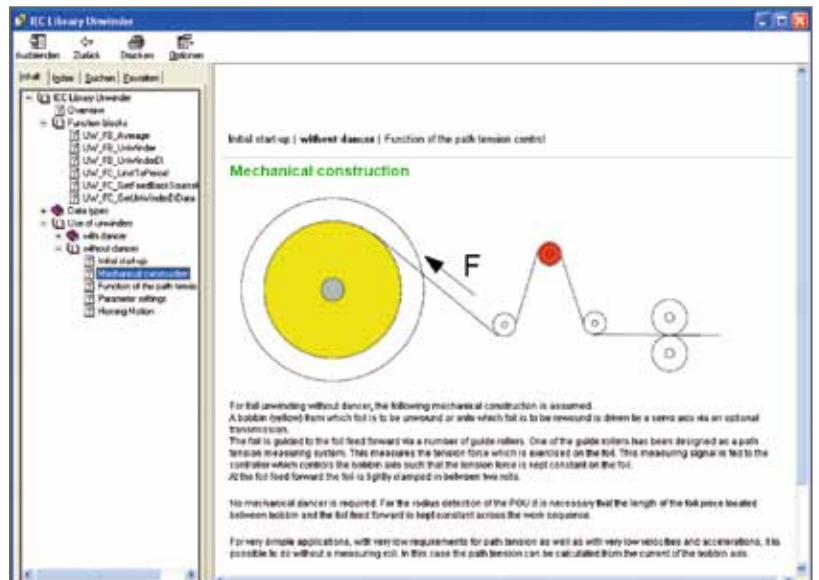 IEC Library Unwinder
Ausblenden Zurück Drucken Optionen
Inhalt Index Suchen Favoriten
IEC Library Unwinder
Overview
Function blocks
UW_FB_Average
UW_FB_Unwinder
UW_FB_UnwinderDI
UW_FC_LimitToPeriod
UW_FC_SetFeedbackSource
UW_FC_SetUnwinderDIData
Data types
Use of unwinders
with dancer
without dancer
Initial start-up
Mechanical construction
Function of the path tensio
Parameter settings
Homing Motion
Initial start-up | without dancer | Function of the path tension control
Mechanical construction
F
For foil unwinding without dancer, the following mechanical construction is assumed.
A bobbin (yellow) from which foil is to be unwound or onto which foil is to be rewound is driven by a servo axis via an optional
transmission.
The foil is guided to the foil feed forward via a number of guide rollers. One of the guide rollers has been designed as a path
tension measuring system. This measures the tension force which is exercised on the foil. This measuring signal is fed to the
controller which controls the bobbin axis such that the tension force is kept constant on the foil.
At the foil feed forward the foil is tightly clamped in between two rolls.
No mechanical dancer is required. For the radius detection of the POU it is necessary that the length of the foil piece located
between bobbin and the foil feed forward is kept constant across the work sequence.
For very simple applications, with very low requirements for path tension as well as with very low velocities and accelerations, it is
possible to do without a measuring roll. In this case the path tension can be calculated from the current of the bobbin axis.